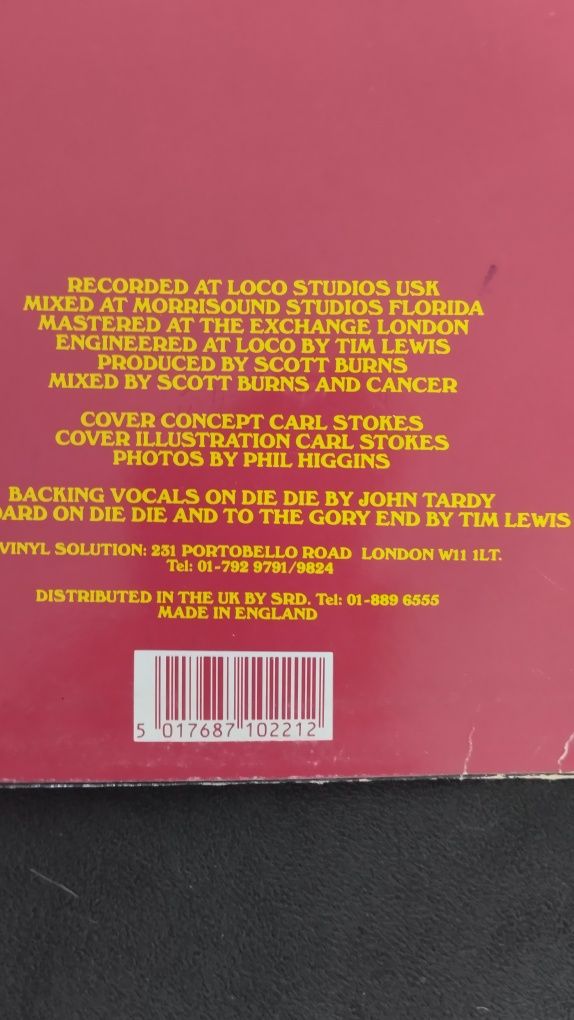 RECORDED AT LOCO STUDIOS USK
MIXED AT MORRISOUND STUDIOS FLORIDA
MASTERED AT THE EXCHANGE LONDON
ENGINEERED AT LOCO BY TIM LEWIS
PRODUCED BY SCOTT BURNS
MIXED BY SCOTT BURNS AND CANCER
COVER CONCEPT CARL STOKES
COVER ILLUSTRATION CARL STOKES
PHOTOS BY PHIL HIGGINS
BACKING VOCALS ON DIE DIE BY JOHN TARDY
ON DIE DIE AND TO THE GORY END BY TIM LEWIS
VINYL SOLUTION: 231 PORTOBELLO ROAD LONDON W11 1LT.
Tel: 01-792 9791/9824
DISTRIBUTED IN THE UK BY SRD. Tel: 01-889 6555
MADE IN ENGLAND
5 017687 102212